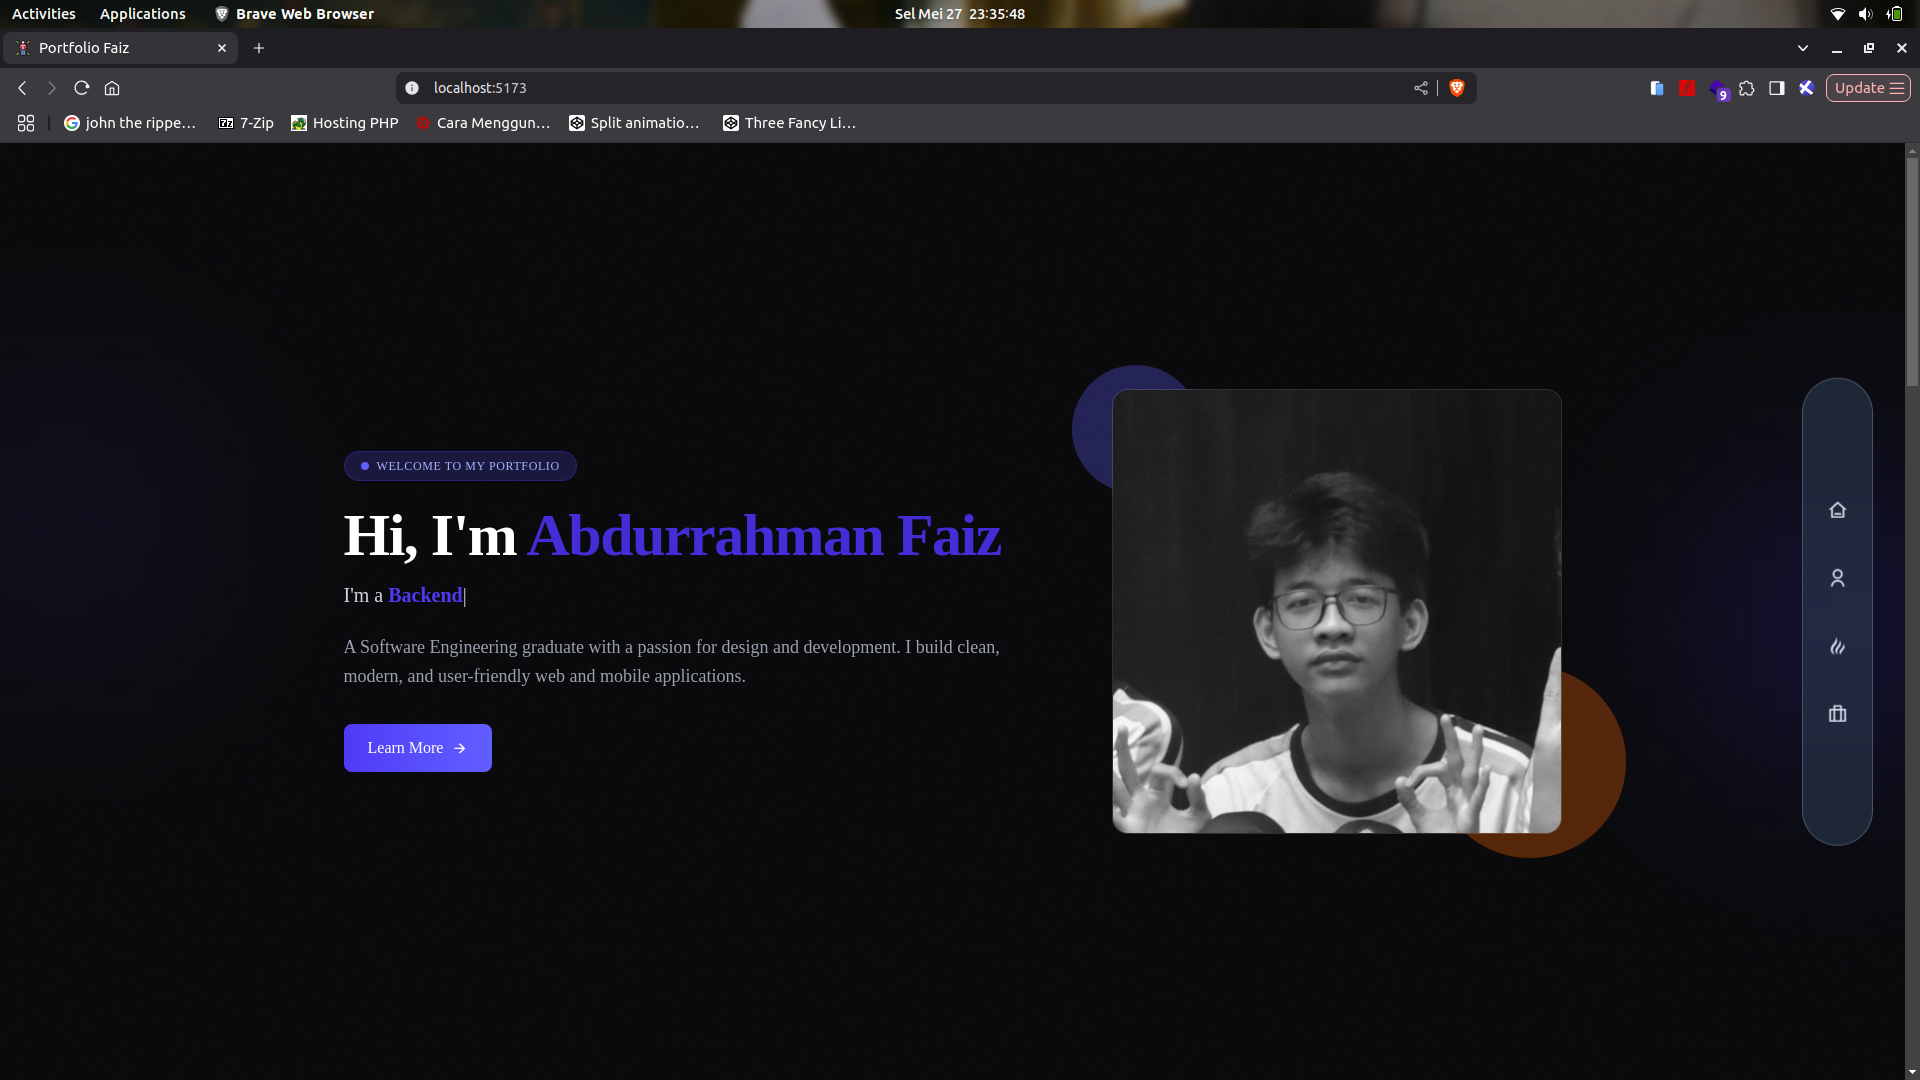 Activities
Applications
Brave Web Browser
Sel Mei 27 23:35:48
Portfolio Faiz
localhost:5173
9
Update
john the rippe...
7-Zip
Hosting PHP
Cara Menggun...
Split animatio...
Three Fancy Li...
WELCOME TO MY PORTFOLIO
Hi, I'm Abdurrahman Faiz
I'm a Backend|
A Software Engineering graduate with a passion for design and development. I build clean,
modern, and user-friendly web and mobile applications.
Learn More →